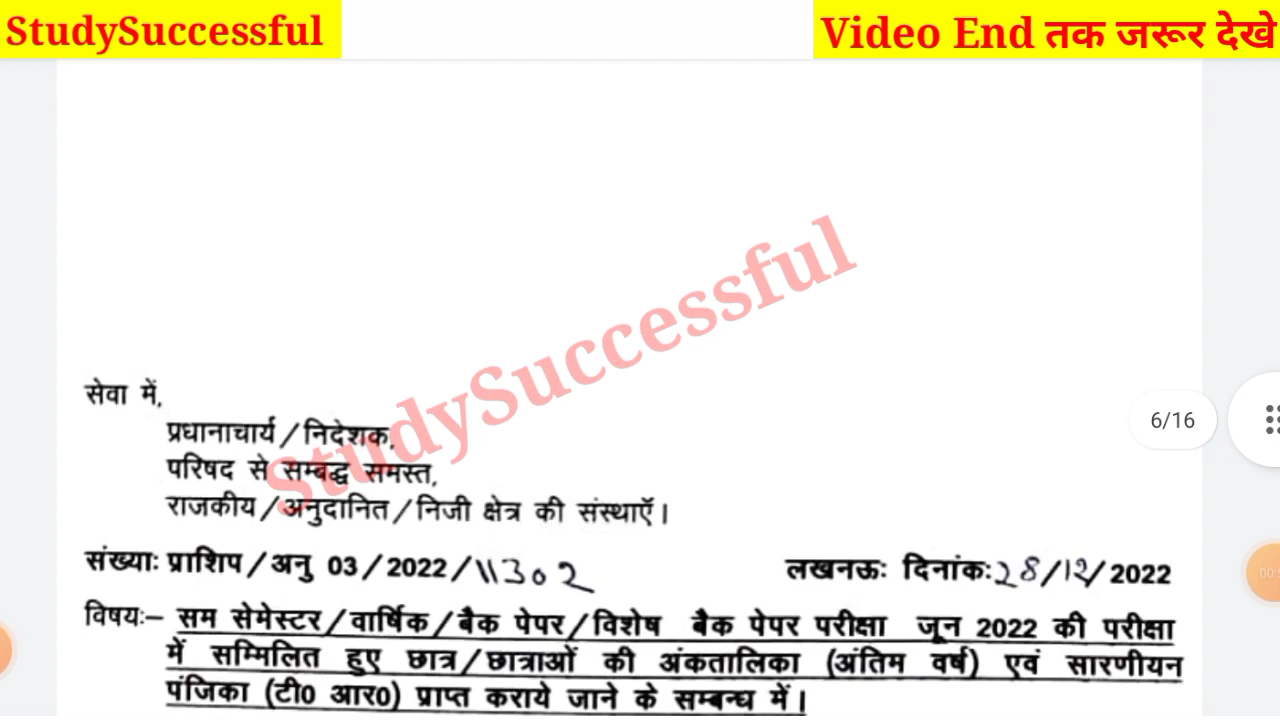 StudySuccessful
Video End तक जरूर देखे
StudySuccessful
सेवा में,
प्रधानाचार्य/निदेशक,
परिषद से सम्बद्ध समस्त,
राजकीय/अनुदानित/निजी क्षेत्र की संस्थाऍ।
6/16
संख्याः प्राशिप/अनु 03/2022/11302 लखनऊः दिनांकः28/12/2022
विषयः– सम सेमेस्टर/वार्षिक/बैक पेपर/विशेष बैक पेपर परीक्षा जून 2022 की परीक्षा
में सम्मिलित हुए छात्र/छात्राओं की अंकतालिका (अंतिम वर्ष) एवं सारणीयन
पंजिका (टी0 आर0) प्राप्त कराये जाने के सम्बन्ध में।